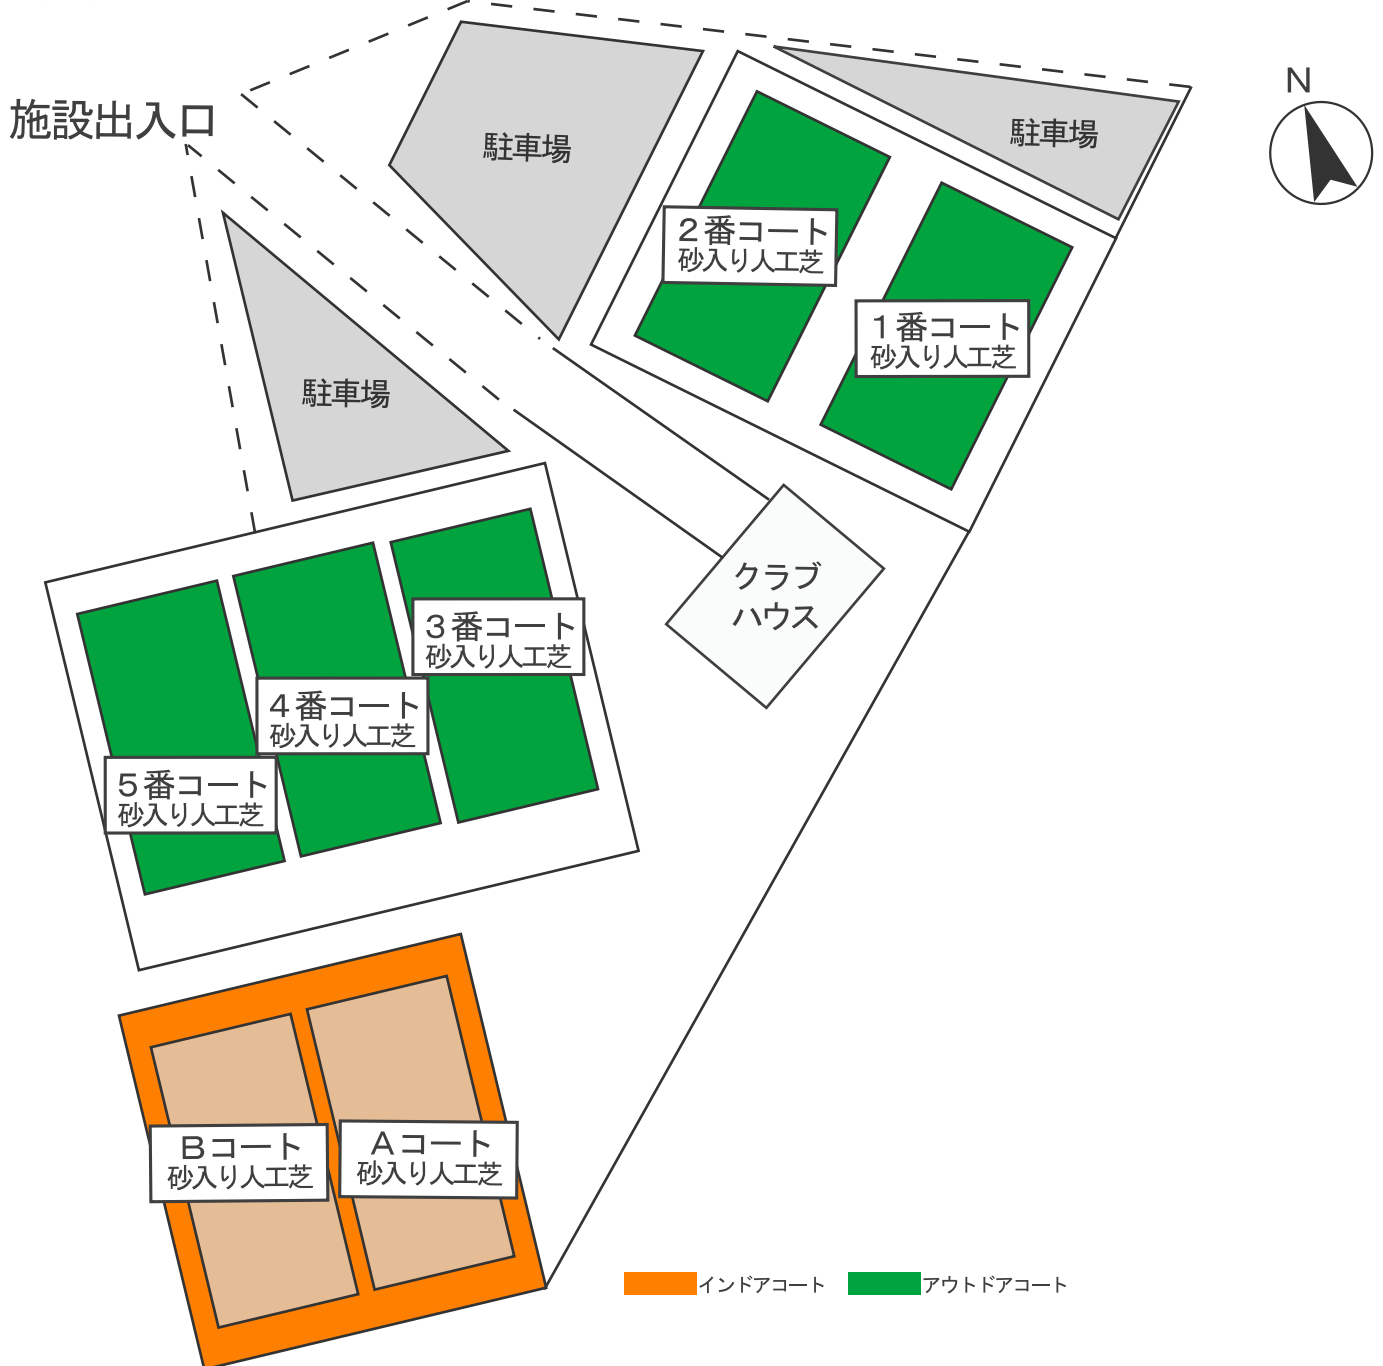 N
施設出入口
駐車場
駐車場
２番コート
砂入り人工芝
１番コート
砂入り人工芝
駐車場
クラブ
ハウス
３番コート
砂入り人工芝
４番コート
砂入り人工芝
５番コート
砂入り人工芝
Ｂコート
砂入り人工芝
Ａコート
砂入り人工芝
インドアコート
アウトドアコート